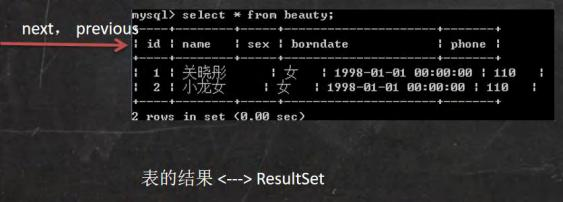 mysql> select * from beauty;
next, previous
| id | name | sex | borndate | phone |
| 1 | 关晓彤 | 女 | 1998-01-01 00:00:00 | 110 |
| 2 | 小龙女 | 女 | 1998-01-01 00:00:00 | 110 |
2 rows in set (0.00 sec)
表的结果 <---> ResultSet